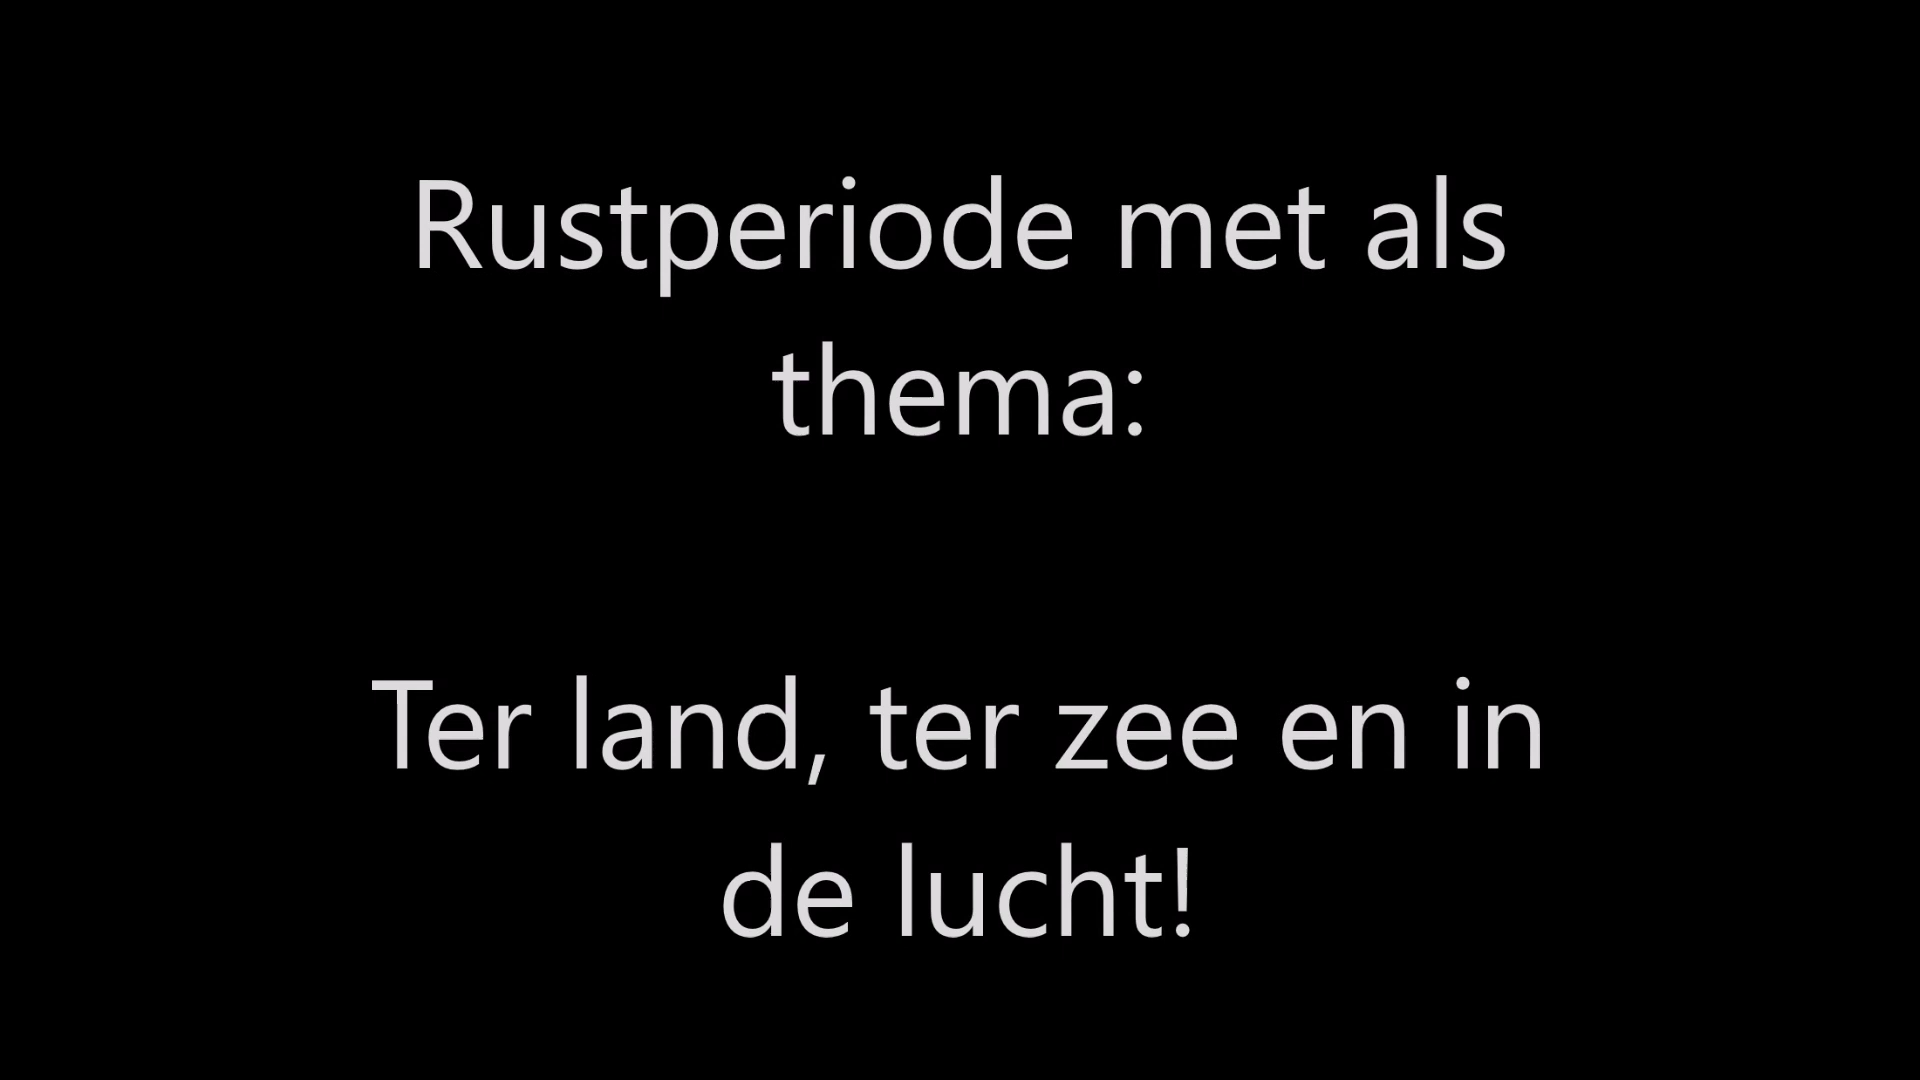 Rustperiode met als
thema:
Ter land, ter zee en in
de lucht!